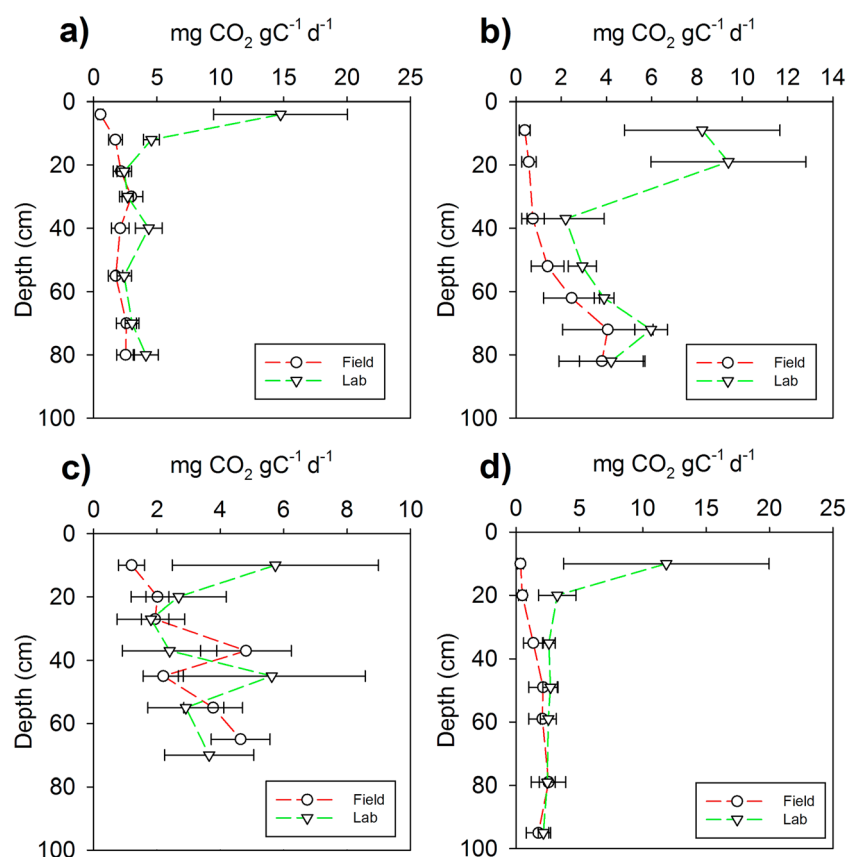 a)
mg CO₂ gC⁻¹ d⁻¹
0 5 10 15 20 25
0
20
40
60
80
100
Depth (cm)
Field
Lab
b)
mg CO₂ gC⁻¹ d⁻¹
0 2 4 6 8 10 12 14
0
20
40
60
80
100
Depth (cm)
Field
Lab
c)
mg CO₂ gC⁻¹ d⁻¹
0 2 4 6 8 10
0
20
40
60
80
100
Depth (cm)
Field
Lab
d)
mg CO₂ gC⁻¹ d⁻¹
0 5 10 15 20 25
0
20
40
60
80
100
Depth (cm)
Field
Lab